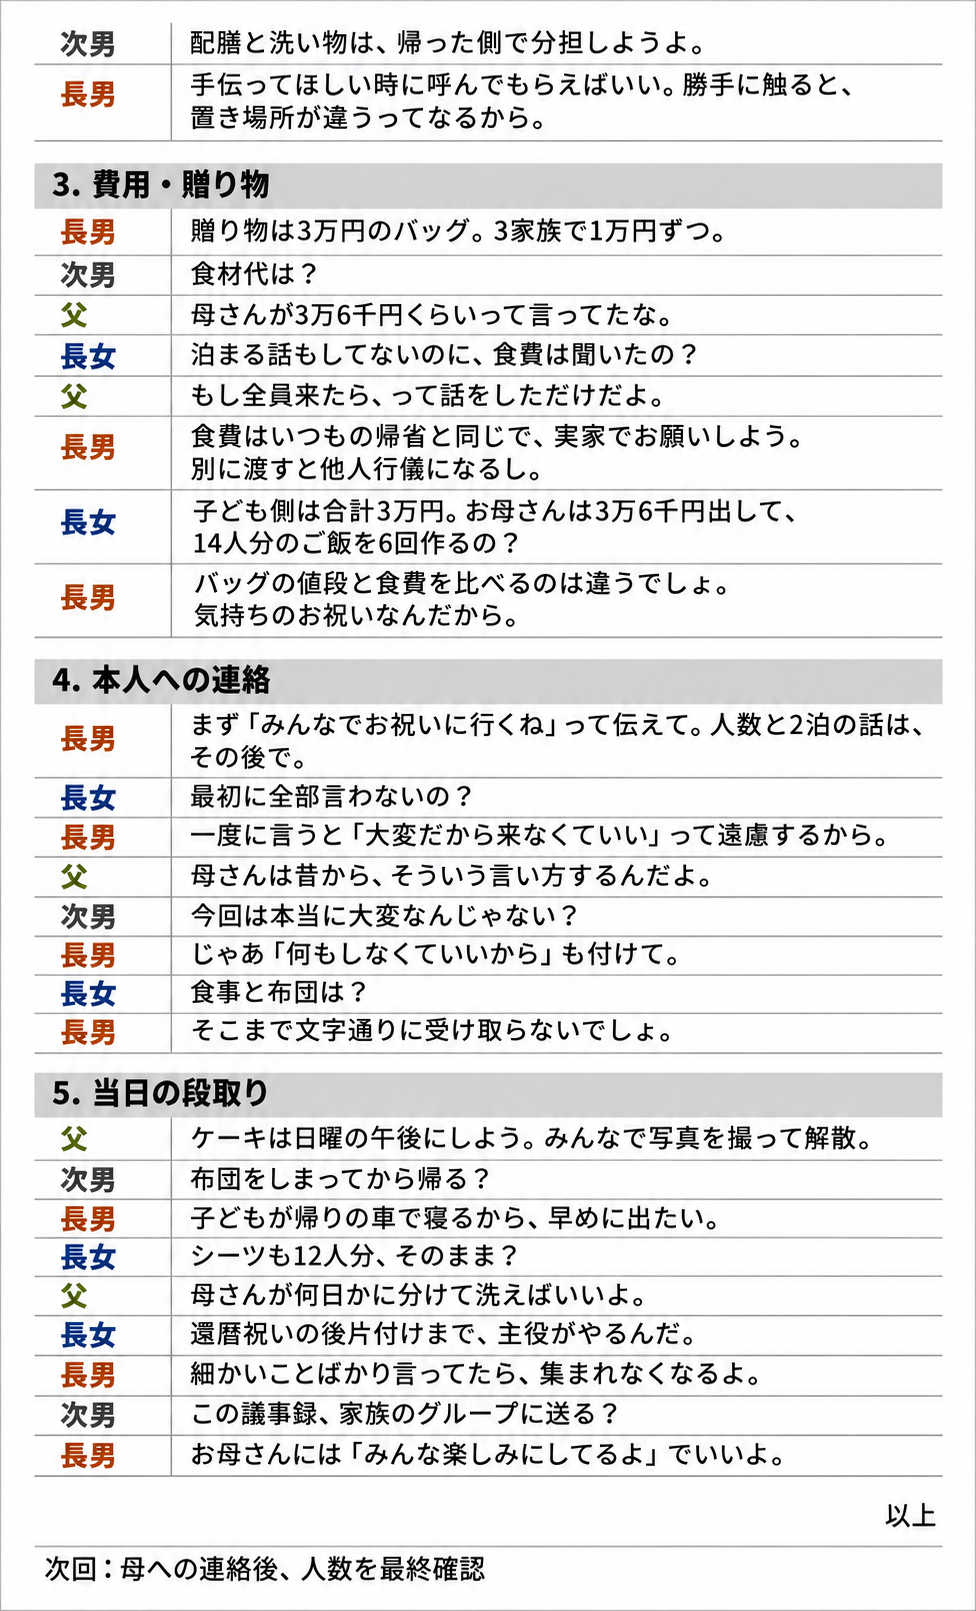 次男 配膳と洗い物は、帰った側で分担しようよ。
長男 手伝ってほしい時に呼んでもらえばいい。勝手に触ると、
置き場所が違うってなるから。
3. 費用・贈り物
長男 贈り物は3万円のバッグ。3家族で1万円ずつ。
次男 食材代は？
父 母さんが3万6千円くらいって言ってたな。
長女 泊まる話もしてないのに、食費は聞いたの？
父 もし全員来たら、って話をしただけだよ。
長男 食費はいつもの帰省と同じで、実家でお願いしよう。
別に渡すと他人行儀になるし。
長女 子ども側は合計3万円。お母さんは3万6千円出して、
14人分のご飯を6回作るの？
長男 バッグの値段と食費を比べるのは違うでしょ。
気持ちのお祝いなんだから。
4. 本人への連絡
長男 まず「みんなでお祝いに行くね」って伝えて。人数と2泊の話は、
その後で。
長女 最初に全部言わないの？
長男 一度に言うと「大変だから来なくていい」って遠慮するから。
父 母さんは昔から、そういう言い方するんだよ。
次男 今回は本当に大変なんじゃない？
長男 じゃあ「何もしなくていいから」も付けて。
長女 食事と布団は？
長男 そこまで文字通りに受け取らないでしょ。
5. 当日の段取り
父 ケーキは日曜の午後にしよう。みんなで写真を撮って解散。
次男 布団をしまってから帰る？
長男 子どもが帰りの車で寝るから、早めに出たい。
長女 シーツも12人分、そのまま？
父 母さんが何日かに分けて洗えばいいよ。
長女 還暦祝いの後片付けまで、主役がやるんだ。
長男 細かいことばかり言ってたら、集まれなくなるよ。
次男 この議事録、家族のグループに送る？
長男 お母さんには「みんな楽しみにしてるよ」でいいよ。
以上
次回：母への連絡後、人数を最終確認